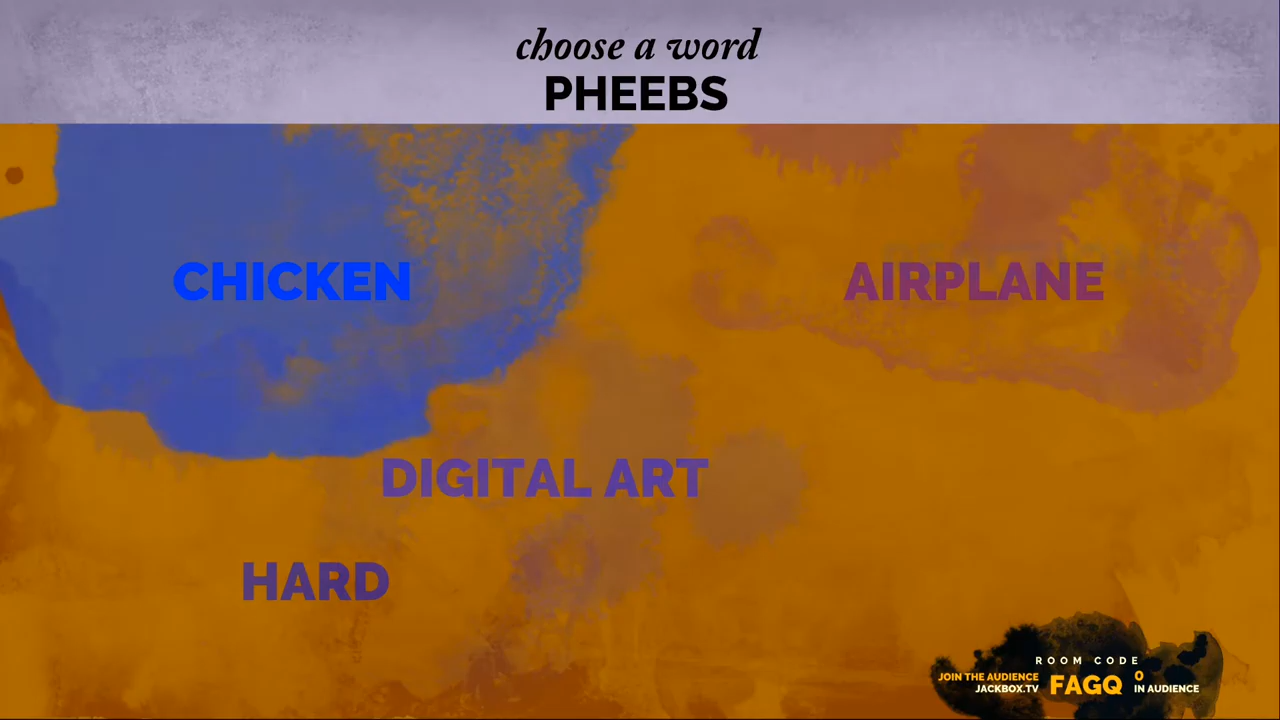 choose a word
PHEEBS
CHICKEN
AIRPLANE
DIGITAL ART
HARD
ROOM CODE
JOIN THE AUDIENCE
JACKBOX.TV
FAGQ
0
IN AUDIENCE